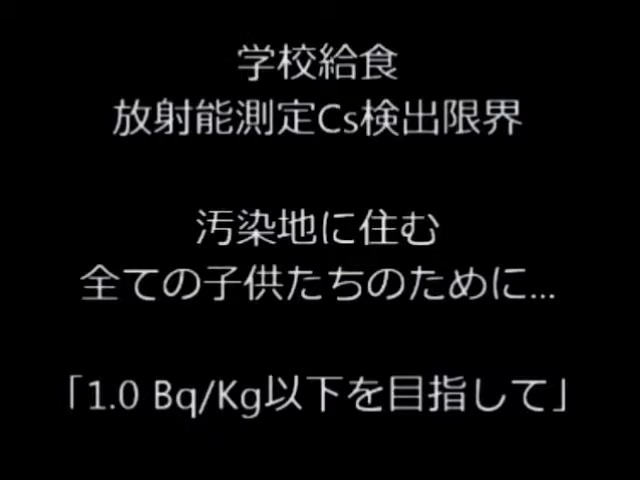 学校給食
放射能測定Cs検出限界
汚染地に住む
全ての子供たちのために...
「1.0 Bq/Kg以下を目指して」